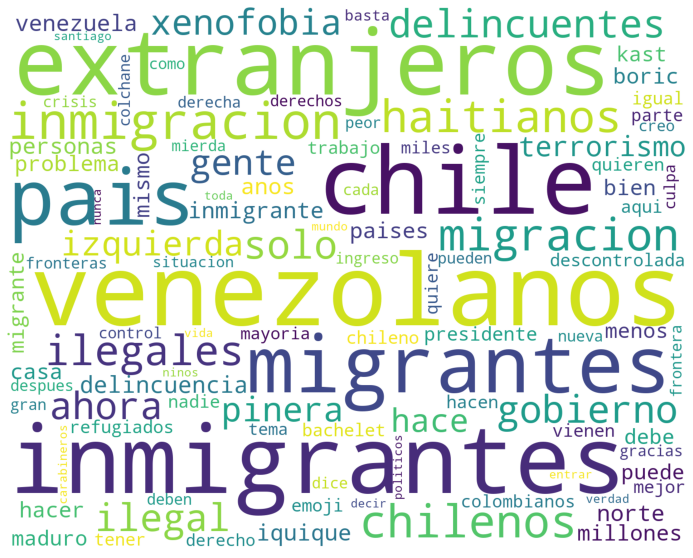 venezuela xenofobia basta delincuentes
santiago
extranjeros kast
como boric
colchane
crisis derecha derechos igual
inmigracion haitianos parte
peor creo
personas mierda trabajo miles terrorismo
problema gente siempre quieren
pais nunca mismo toda anos chile cada bien aqui culpa
inmigrante
mundo
izquierda solo paises migracion
migrante fronteras situacion ingreso quiere pueden descontrolada
venezolanos
control vida mayoria chileno presidente nueva menos frontera
ilegales migrantes
casa ninos
despues delincuencia hacen
gran ahora nadie pinera hace gobierno
refugiados tema bachelet vienen debe
carabineros inmigrantes politicos gracias
dice entrar puede
deben colombianos mejor
hacer ilegal emoji decir verdad norte
iquique chilenos
maduro tener derecho millones